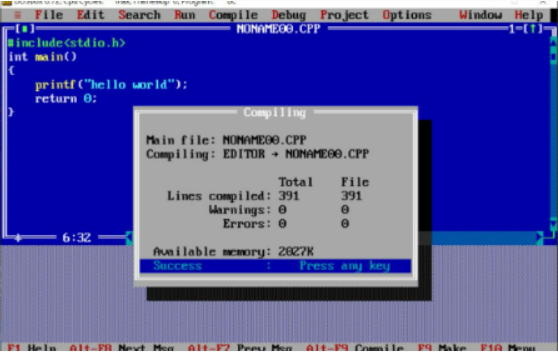 ≡ File Edit Search Run Compile Debug Project Options Window Help
[■] NONAME00.CPP 1=[↑]
#include<stdio.h>
int main()
{
printf("hello world");
return 0;
}
Compiling
Main file: NONAME00.CPP
Compiling: EDITOR → NONAME00.CPP
Total File
Lines compiled: 391 391
Warnings: 0 0
Errors: 0 0
Available memory: 2027K
Success : Press any key
6:32
F1 Help Alt-F8 Next Msg Alt-F7 Prev Msg Alt-F9 Compile F9 Make F10 Menu